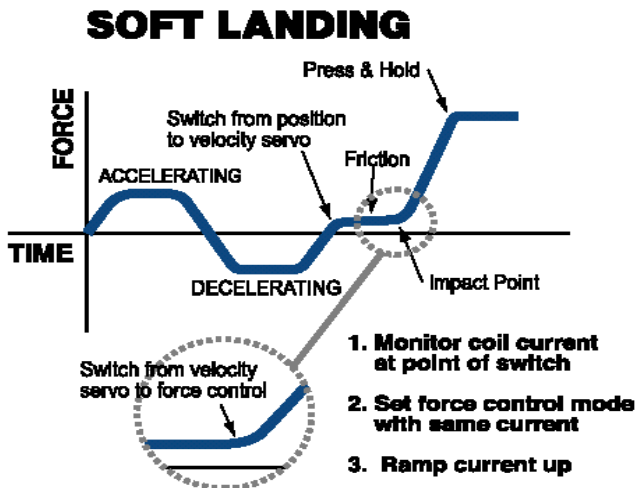 SOFT LANDING
Press & Hold
Switch from position
to velocity servo
FORCE
Friction
ACCELERATING
TIME
DECELERATING
Impact Point
Switch from velocity
servo to force control
1. Monitor coil current
at point of switch
2. Set force control mode
with same current
3. Ramp current up